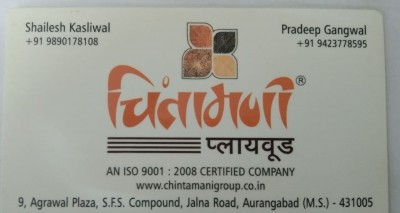 Shailesh Kasliwal
+91 9890178108
Pradeep Gangwal
+91 9423778595
चिंतामणी®
प्लायवूड
AN ISO 9001 : 2008 CERTIFIED COMPANY
www.chintamanigroup.co.in
9, Agrawal Plaza, S.F.S. Compound, Jalna Road, Aurangabad (M.S.) - 431005